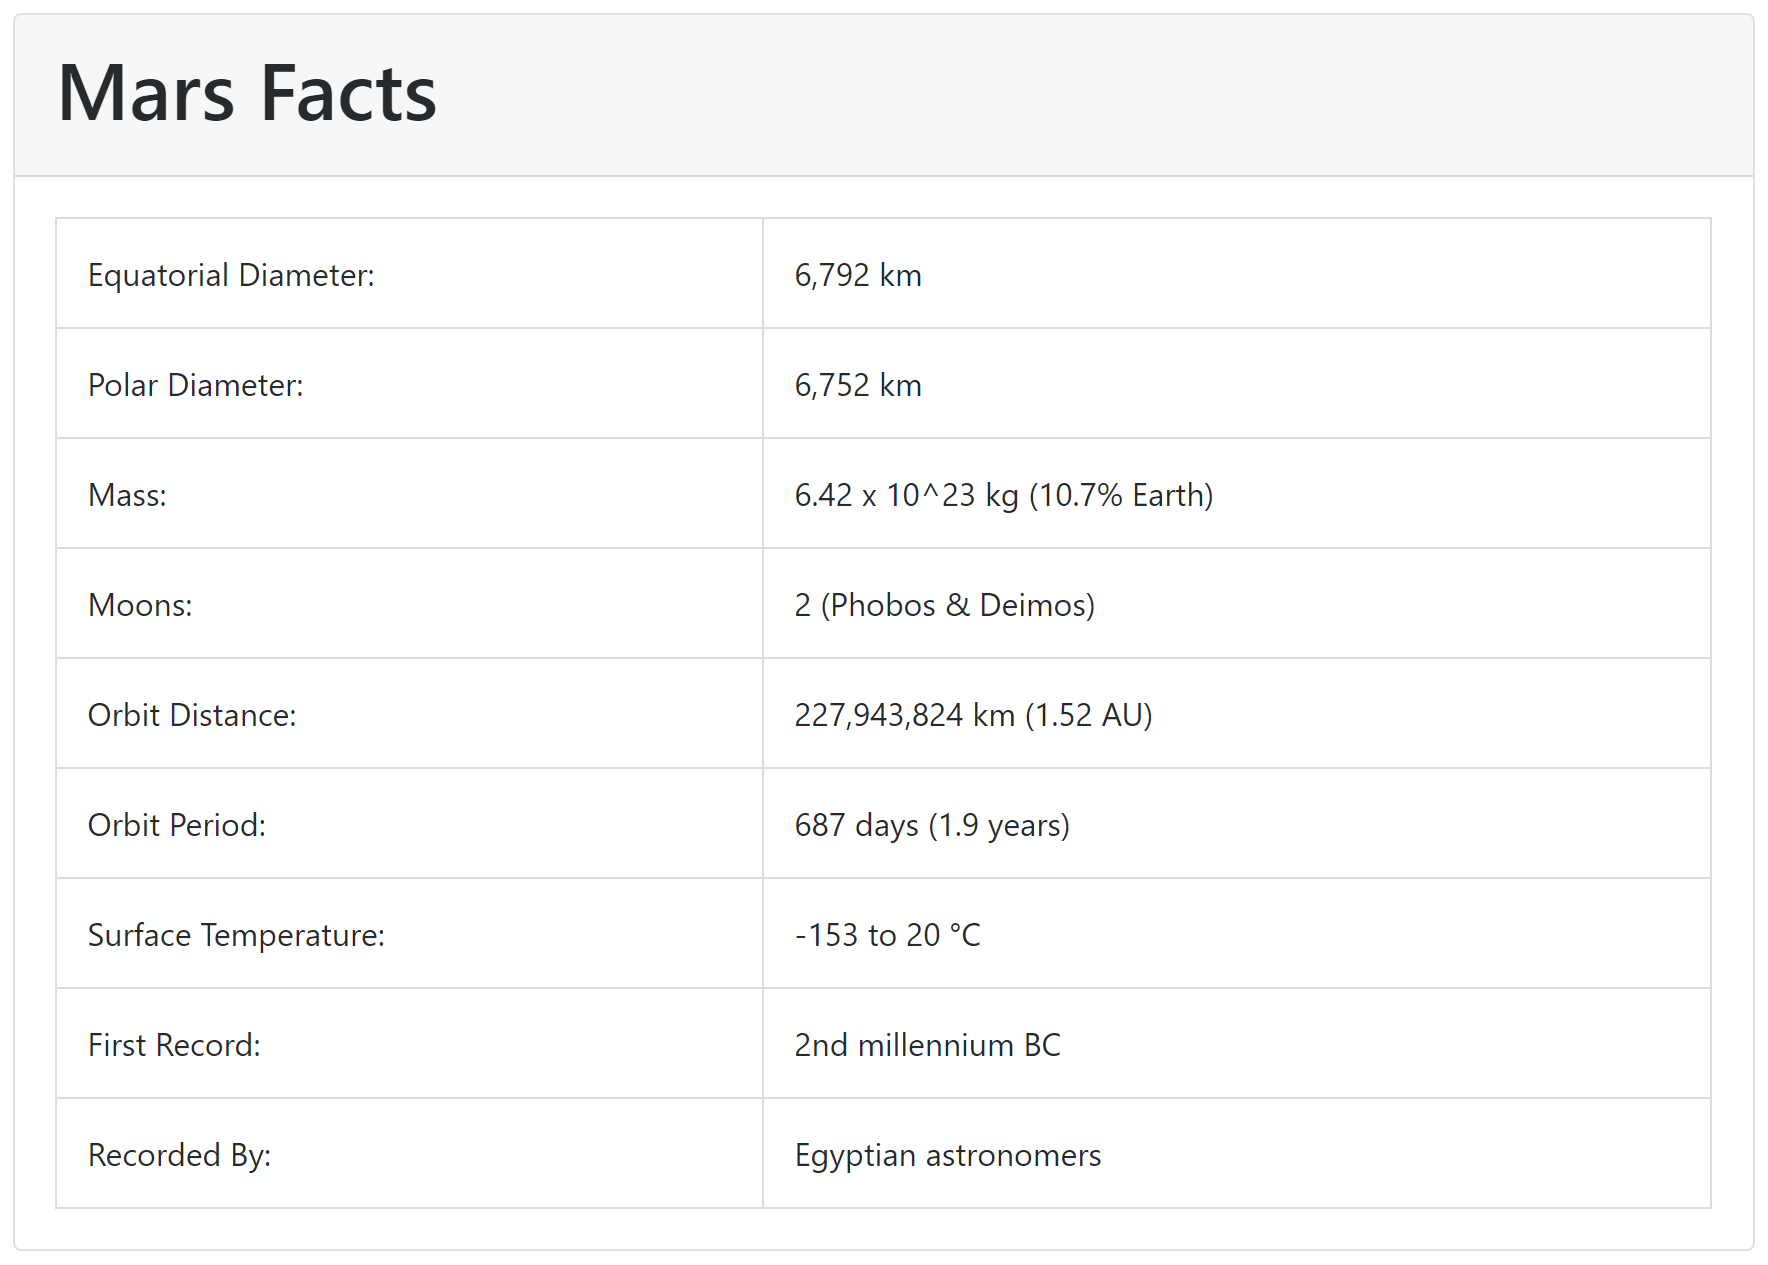 Mars Facts
Equatorial Diameter: 6,792 km
Polar Diameter: 6,752 km
Mass: 6.42 x 10^23 kg (10.7% Earth)
Moons: 2 (Phobos & Deimos)
Orbit Distance: 227,943,824 km (1.52 AU)
Orbit Period: 687 days (1.9 years)
Surface Temperature: -153 to 20 °C
First Record: 2nd millennium BC
Recorded By: Egyptian astronomers